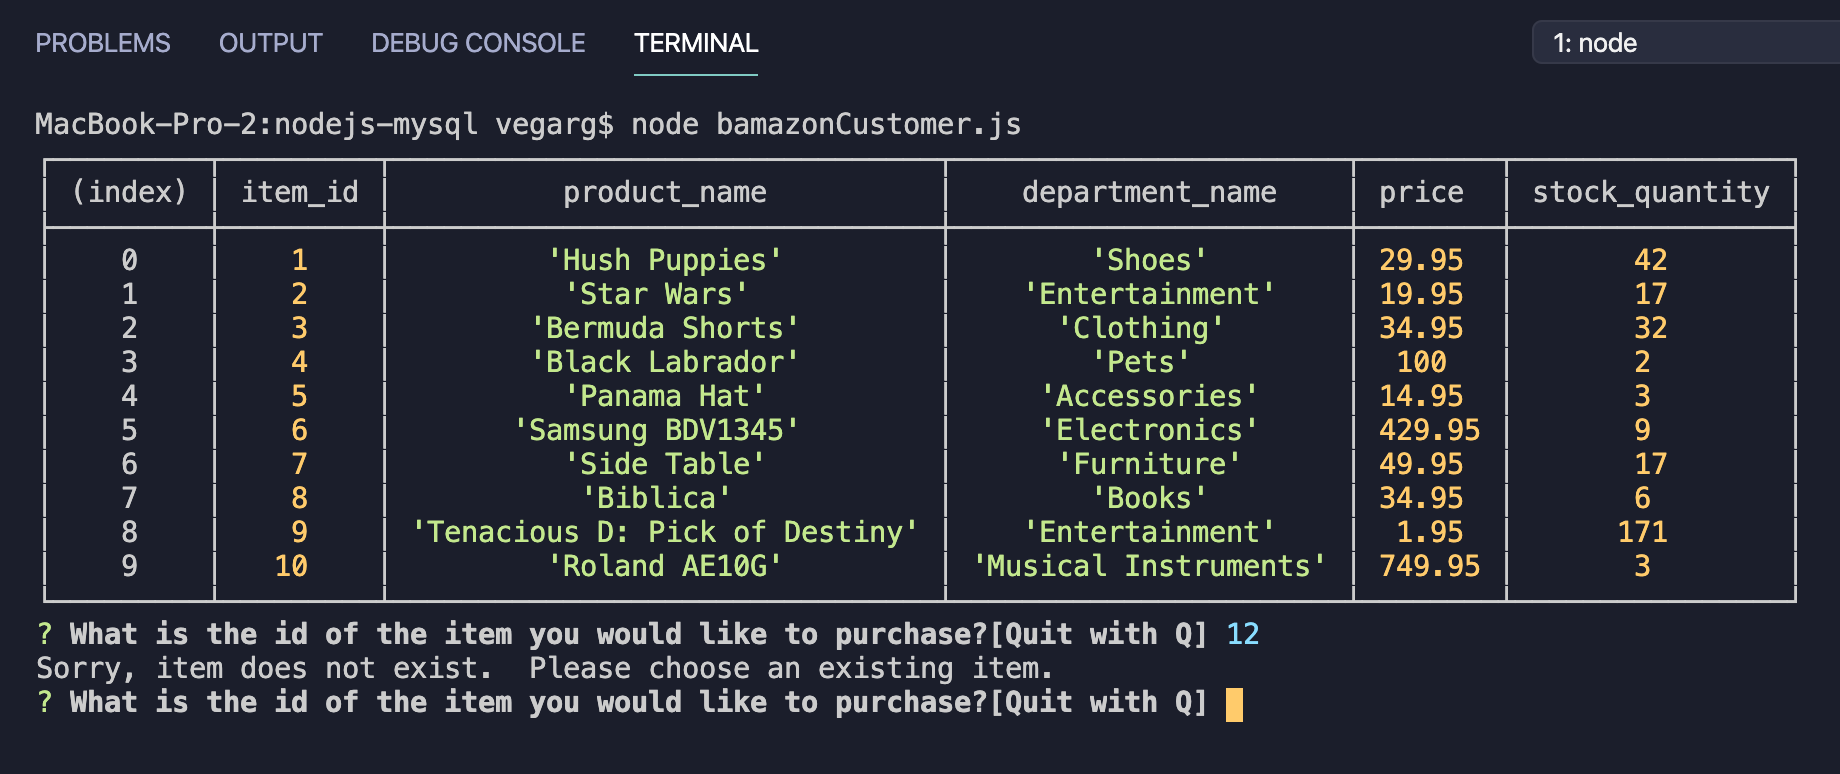 PROBLEMS OUTPUT DEBUG CONSOLE TERMINAL 1: node
MacBook-Pro-2:nodejs-mysql vegarg$ node bamazonCustomer.js
(index) item_id product_name department_name price stock_quantity
0 1 'Hush Puppies' 'Shoes' 29.95 42
1 2 'Star Wars' 'Entertainment' 19.95 17
2 3 'Bermuda Shorts' 'Clothing' 34.95 32
3 4 'Black Labrador' 'Pets' 100 2
4 5 'Panama Hat' 'Accessories' 14.95 3
5 6 'Samsung BDV1345' 'Electronics' 429.95 9
6 7 'Side Table' 'Furniture' 49.95 17
7 8 'Biblica' 'Books' 34.95 6
8 9 'Tenacious D: Pick of Destiny' 'Entertainment' 1.95 171
9 10 'Roland AE10G' 'Musical Instruments' 749.95 3
? What is the id of the item you would like to purchase?[Quit with Q] 12
Sorry, item does not exist.  Please choose an existing item.
? What is the id of the item you would like to purchase?[Quit with Q]